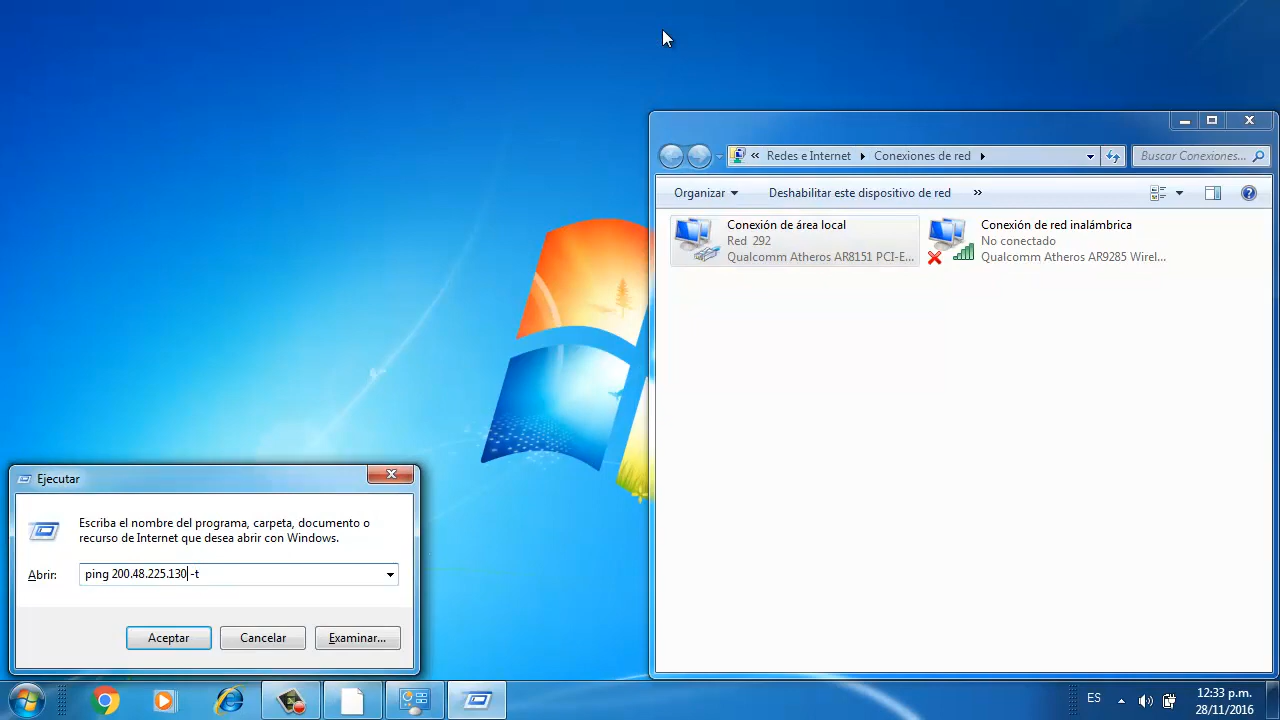 « Redes e Internet Conexiones de red
Buscar Conexiones...
Organizar Deshabilitar este dispositivo de red »
Conexión de área local
Red 292
Qualcomm Atheros AR8151 PCI-E...
Conexión de red inalámbrica
No conectado
Qualcomm Atheros AR9285 Wirel...
Ejecutar
Escriba el nombre del programa, carpeta, documento o
recurso de Internet que desea abrir con Windows.
Abrir: ping 200.48.225.130 -t
Aceptar Cancelar Examinar...
ES
12:33 p.m.
28/11/2016